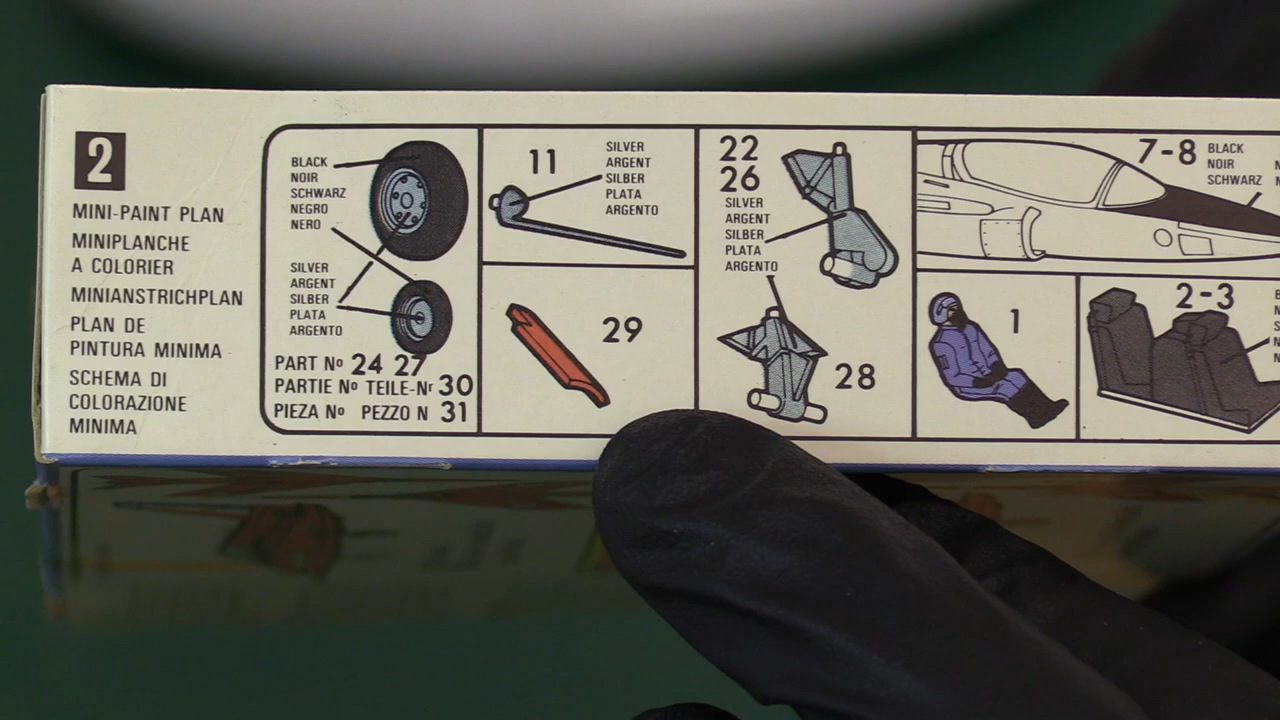 2
MINI-PAINT PLAN
MINIPLANCHE
A COLORIER
MINIANSTRICHPLAN
PLAN DE
PINTURA MINIMA
SCHEMA DI
COLORAZIONE
MINIMA
BLACK
NOIR
SCHWARZ
NEGRO
NERO
SILVER
ARGENT
SILBER
PLATA
ARGENTO
PART Nº 24 27
PARTIE Nº TEILE-Nr 30
PIEZA Nº PEZZO N 31
11
SILVER
ARGENT
SILBER
PLATA
ARGENTO
29
22
26
SILVER
ARGENT
SILBER
PLATA
ARGENTO
28
7-8
BLACK
NOIR
SCHWARZ
1
2-3